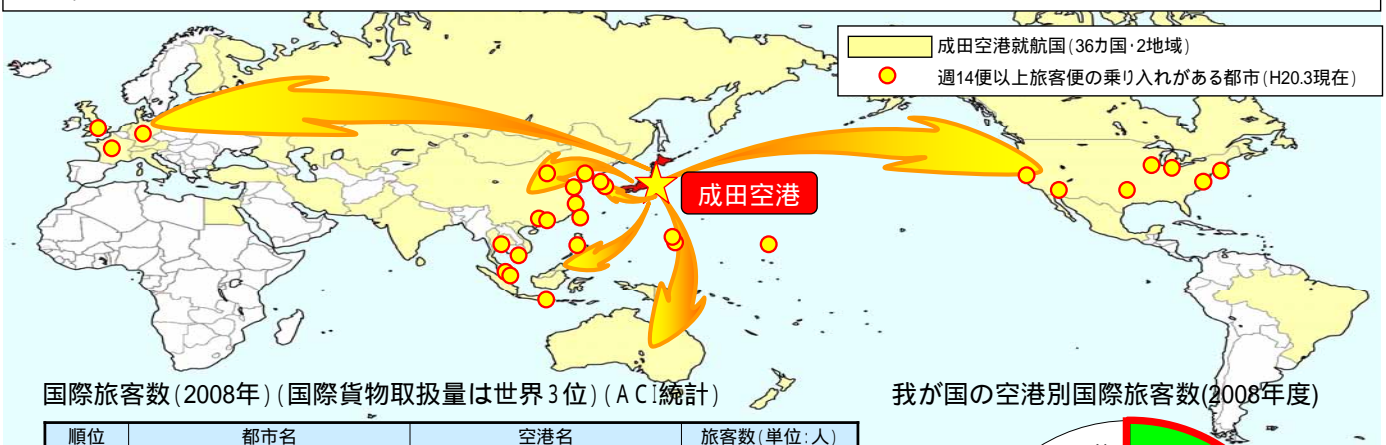 成田空港就航国(36カ国・2地域)
週14便以上旅客便の乗り入れがある都市(H20.3現在)
成田空港
国際旅客数(2008年)(国際貨物取扱量は世界3位)(ACI統計)
我が国の空港別国際旅客数(2008年度)
順位 都市名 空港名 旅客数(単位:人)